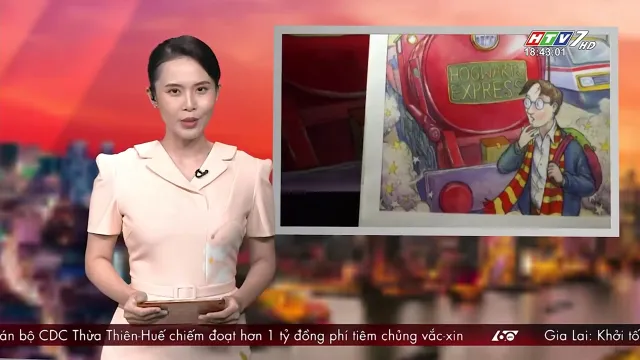 HTV7 HD
18:43:01
HOGWARTS
EXPRESS
án bộ CDC Thừa Thiên-Huế chiếm đoạt hơn 1 tỷ đồng phí tiêm chủng vắc-xin
60 Gia Lai: Khởi tố